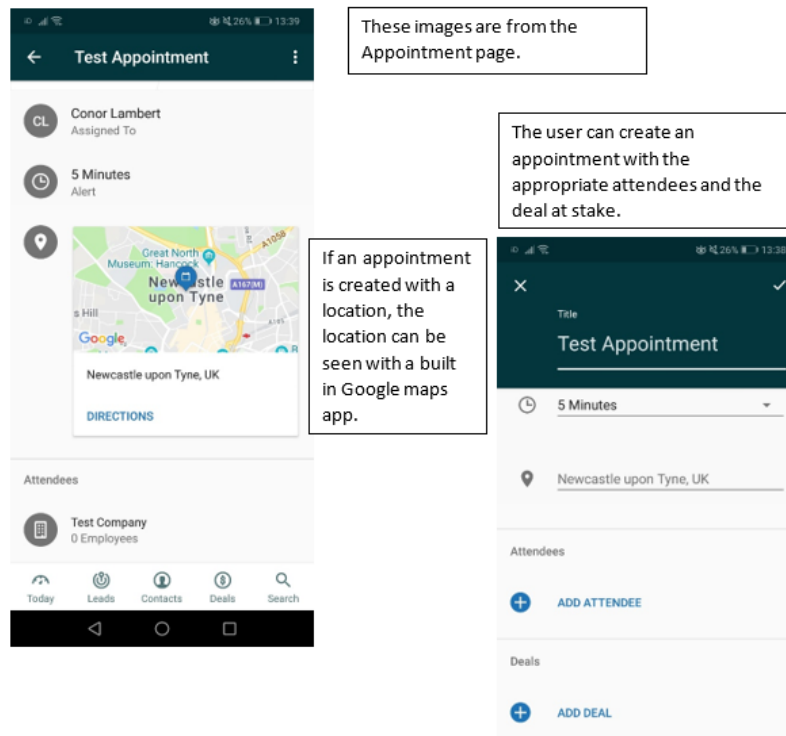 26% 13:39
Test Appointment
CL
Conor Lambert
Assigned To
5 Minutes
Alert
Great North
Museum: Hancock
A1058
Newcastle
upon Tyne
A167(M)
s Hill
A193
Google
Newcastle upon Tyne, UK
DIRECTIONS
Attendees
Test Company
0 Employees
Today Leads Contacts Deals Search
These images are from the
Appointment page.
If an appointment
is created with a
location, the
location can be
seen with a built
in Google maps
app.
The user can create an
appointment with the
appropriate attendees and the
deal at stake.
26% 13:38
Title
Test Appointment
5 Minutes
Newcastle upon Tyne, UK
Attendees
ADD ATTENDEE
Deals
ADD DEAL